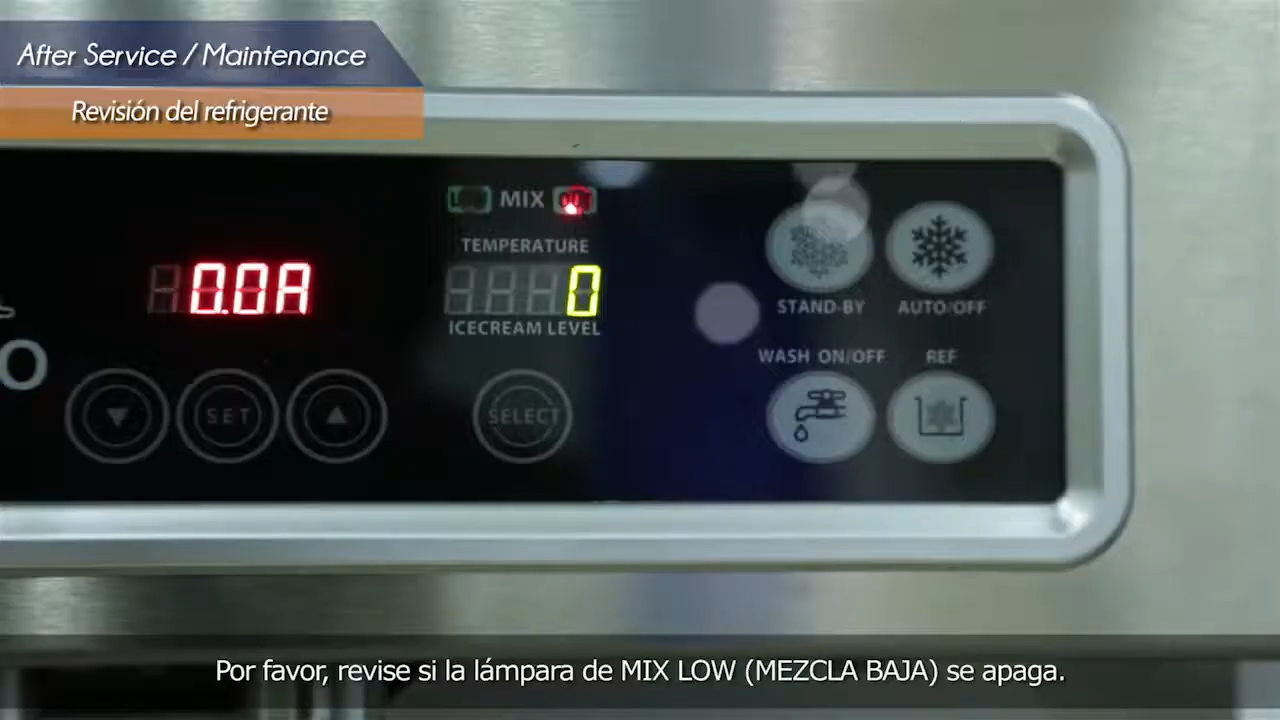 After Service / Maintenance
Revisión del refrigerante
MIX OUT
TEMPERATURE
0.0A
0
ICECREAM LEVEL
STAND-BY
AUTO/OFF
WASH ON/OFF
REF
O
▼
SET
▲
SELECT
Por favor, revise si la lámpara de MIX LOW (MEZCLA BAJA) se apaga.